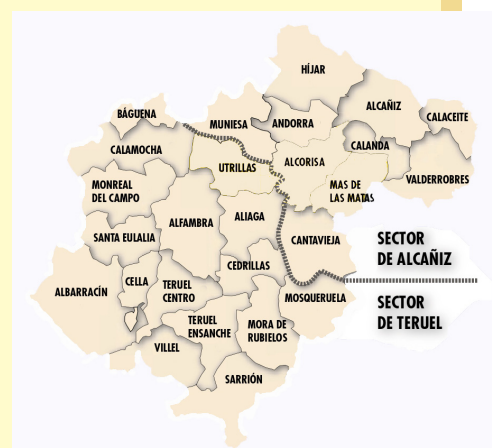 HÍJAR
ALCAÑIZ
BÁGUENA
MUNIESA
ANDORRA
CALACEITE
CALAMOCHA
CALANDA
UTRILLAS
ALCORISA
MONREAL
DEL CAMPO
MAS DE
LAS MATAS
VALDERROBRES
ALFAMBRA
ALIAGA
SANTA EULALIA
CANTAVIEJA
SECTOR
DE ALCAÑIZ
CEDRILLAS
ALBARRACÍN
CELLA
TERUEL
CENTRO
MOSQUERUELA
SECTOR
DE TERUEL
TERUEL
ENSANCHE
MORA DE
RUBIELOS
VILLEL
SARRIÓN